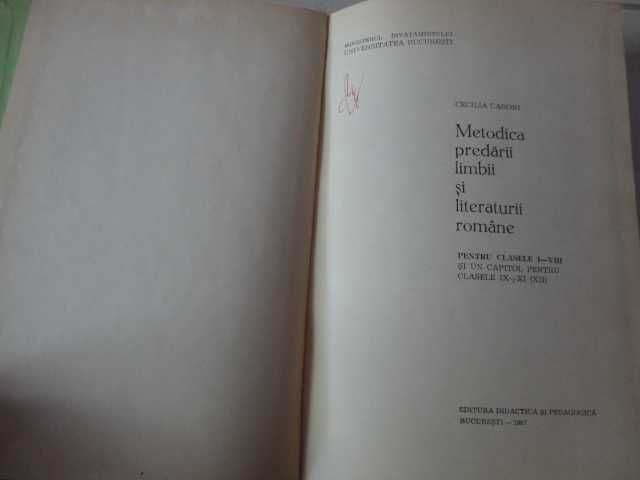 MINISTERUL ÎNVĂȚĂMÎNTULUI
UNIVERSITATEA BUCUREȘTI
CECILIA CARONI
Metodica
predării
limbii
și
literaturii
române
PENTRU CLASELE I—VIII
ȘI UN CAPITOL PENTRU
CLASELE IX—XI (XII)
EDITURA DIDACTICĂ ȘI PEDAGOGICĂ
BUCUREȘTI — 1967